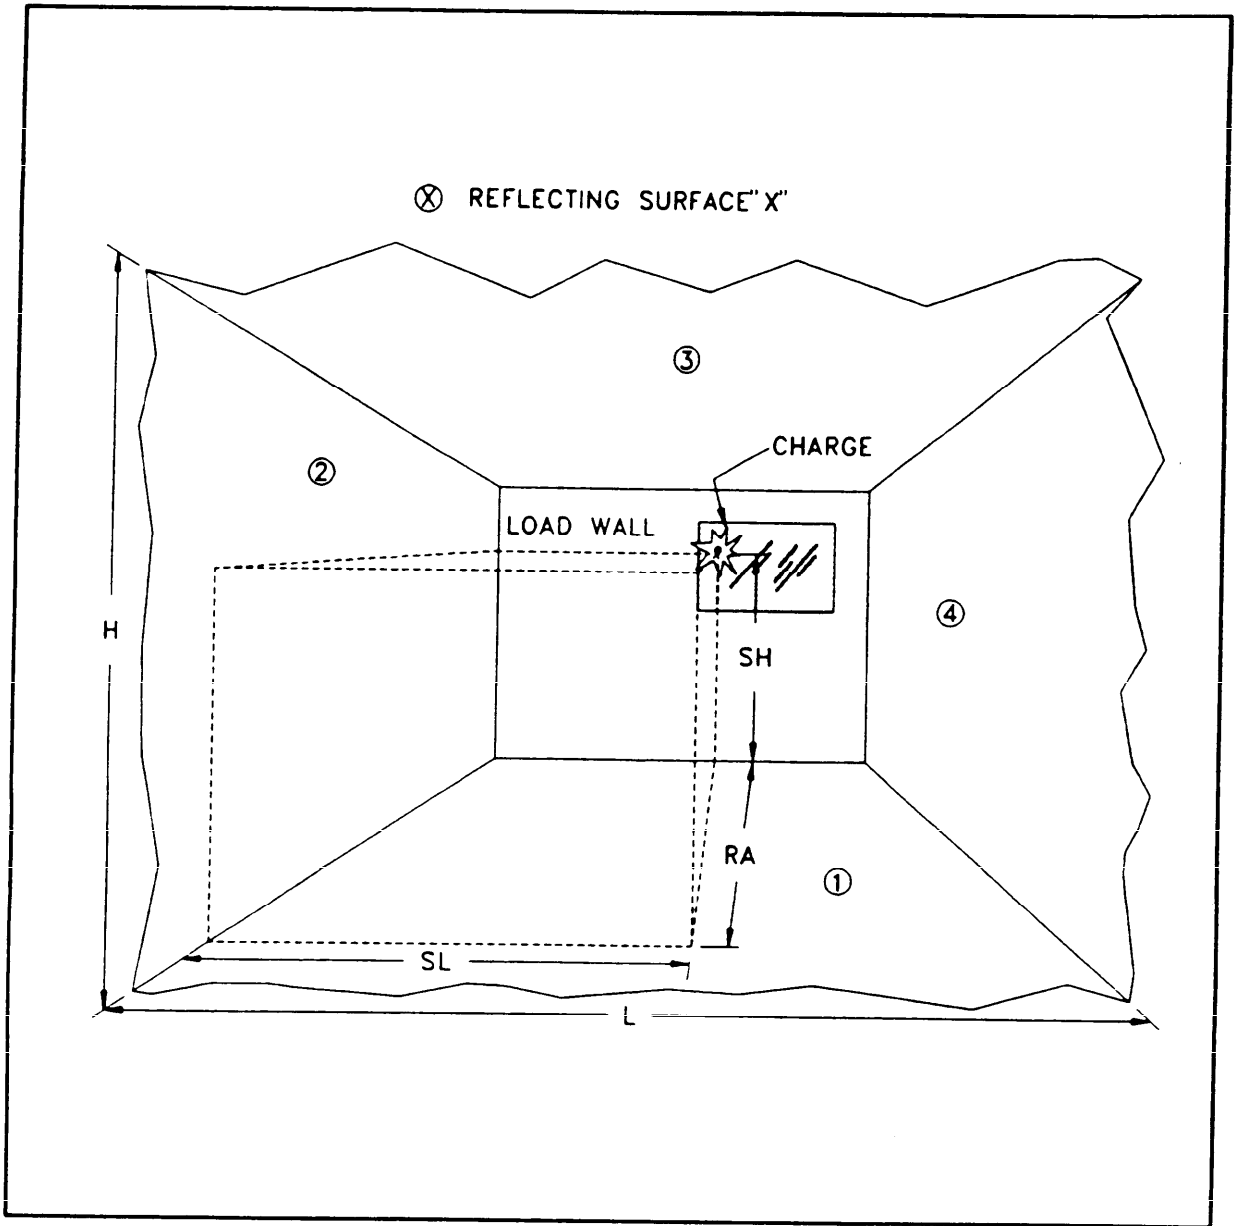 Ⓧ REFLECTING SURFACE"X"
③
CHARGE
②
LOAD WALL
④
H
SH
RA
①
SL
L